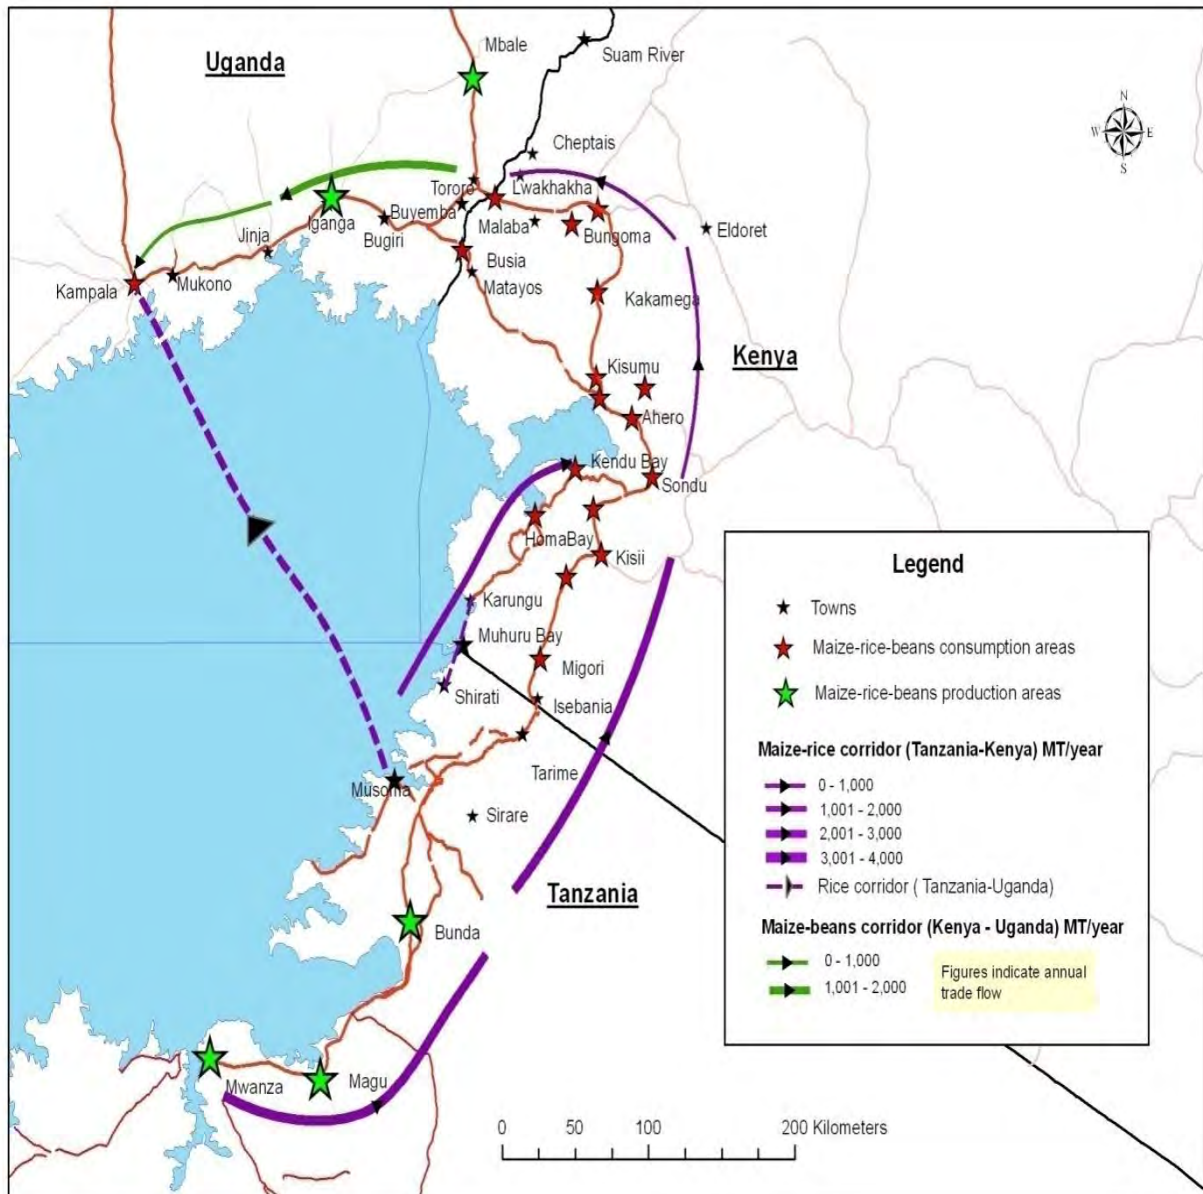 Uganda
Mbale
Suam River
N
W
E
S
Cheptais
Tororo
Lwakhakha
Buyemba
Malaba
Bungoma
Iganga
Bugiri
Jinja
Eldoret
Busia
Mukono
Kampala
Matayos
Kakamega
Kenya
Kisumu
Ahero
Kendu Bay
Sondu
HomaBay
Kisii
Karungu
Muhuru Bay
Migori
Shirati
Isebania
Tarime
Musoma
Sirare
Tanzania
Bunda
Mwanza
Magu
0
50
100
200 Kilometers
Legend
Towns
Maize-rice-beans consumption areas
Maize-rice-beans production areas
Maize-rice corridor (Tanzania-Kenya) MT/year
0 - 1,000
1,001 - 2,000
2,001 - 3,000
3,001 - 4,000
Rice corridor ( Tanzania-Uganda)
Maize-beans corridor (Kenya - Uganda) MT/year
0 - 1,000
1,001 - 2,000
Figures indicate annual
trade flow